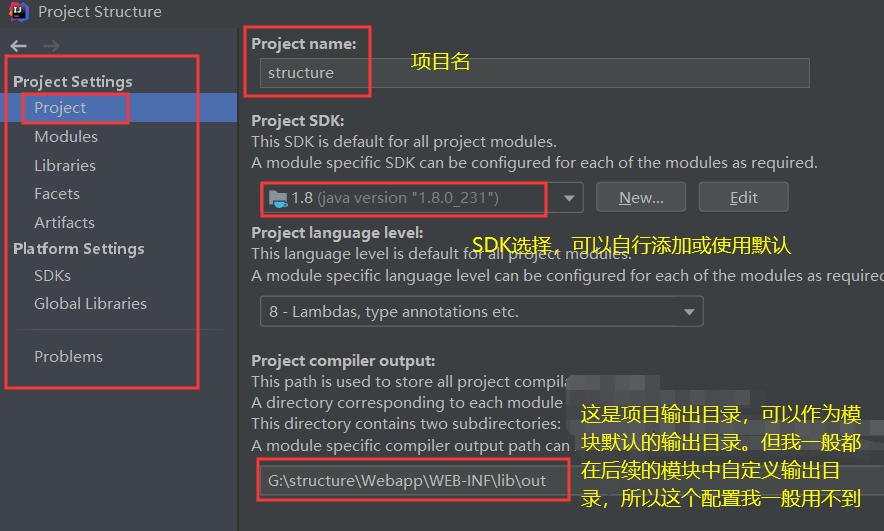 Project Structure
Project Settings
Project
Modules
Libraries
Facets
Artifacts
Platform Settings
SDKs
Global Libraries
Problems
Project name:
项目名
structure
Project SDK:
This SDK is default for all project modules.
A module specific SDK can be configured for each of the modules as required.
1.8 (java version "1.8.0_231")
New...
Edit
Project language level:
SDK选择，可以自行添加或使用默认
This language level is default for all project modules.
A module specific language level can be configured for each of the modules as required
8 - Lambdas, type annotations etc.
Project compiler output:
This path is used to store all project compila
A directory corresponding to each module
This directory contains two subdirectories:
A module specific compiler output path can
这是项目输出目录，可以作为模
块默认的输出目录。但我一般都
在后续的模块中自定义输出目
录，所以这个配置我一般用不到
G:\structure\Webapp\WEB-INF\lib\out